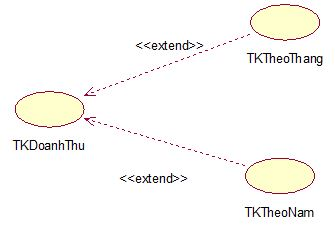 <<extend>>
TKTheoThang
TKDoanhThu
<<extend>>
TKTheoNam